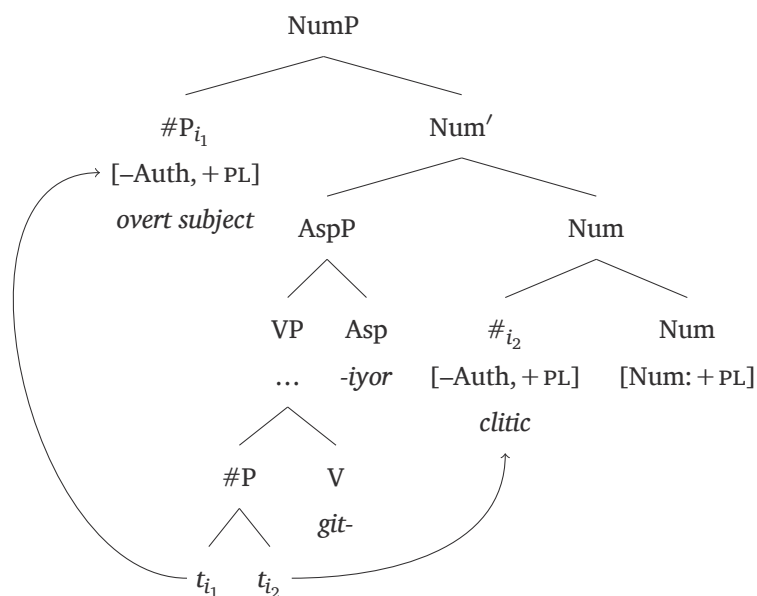 NumP
#P_{i_1} Num′
[–Auth, +PL]
overt subject AspP Num
VP Asp #_{i_2} Num
… -iyor [–Auth, +PL] [Num: +PL]
clitic
#P V
git-
t_{i_1} t_{i_2}